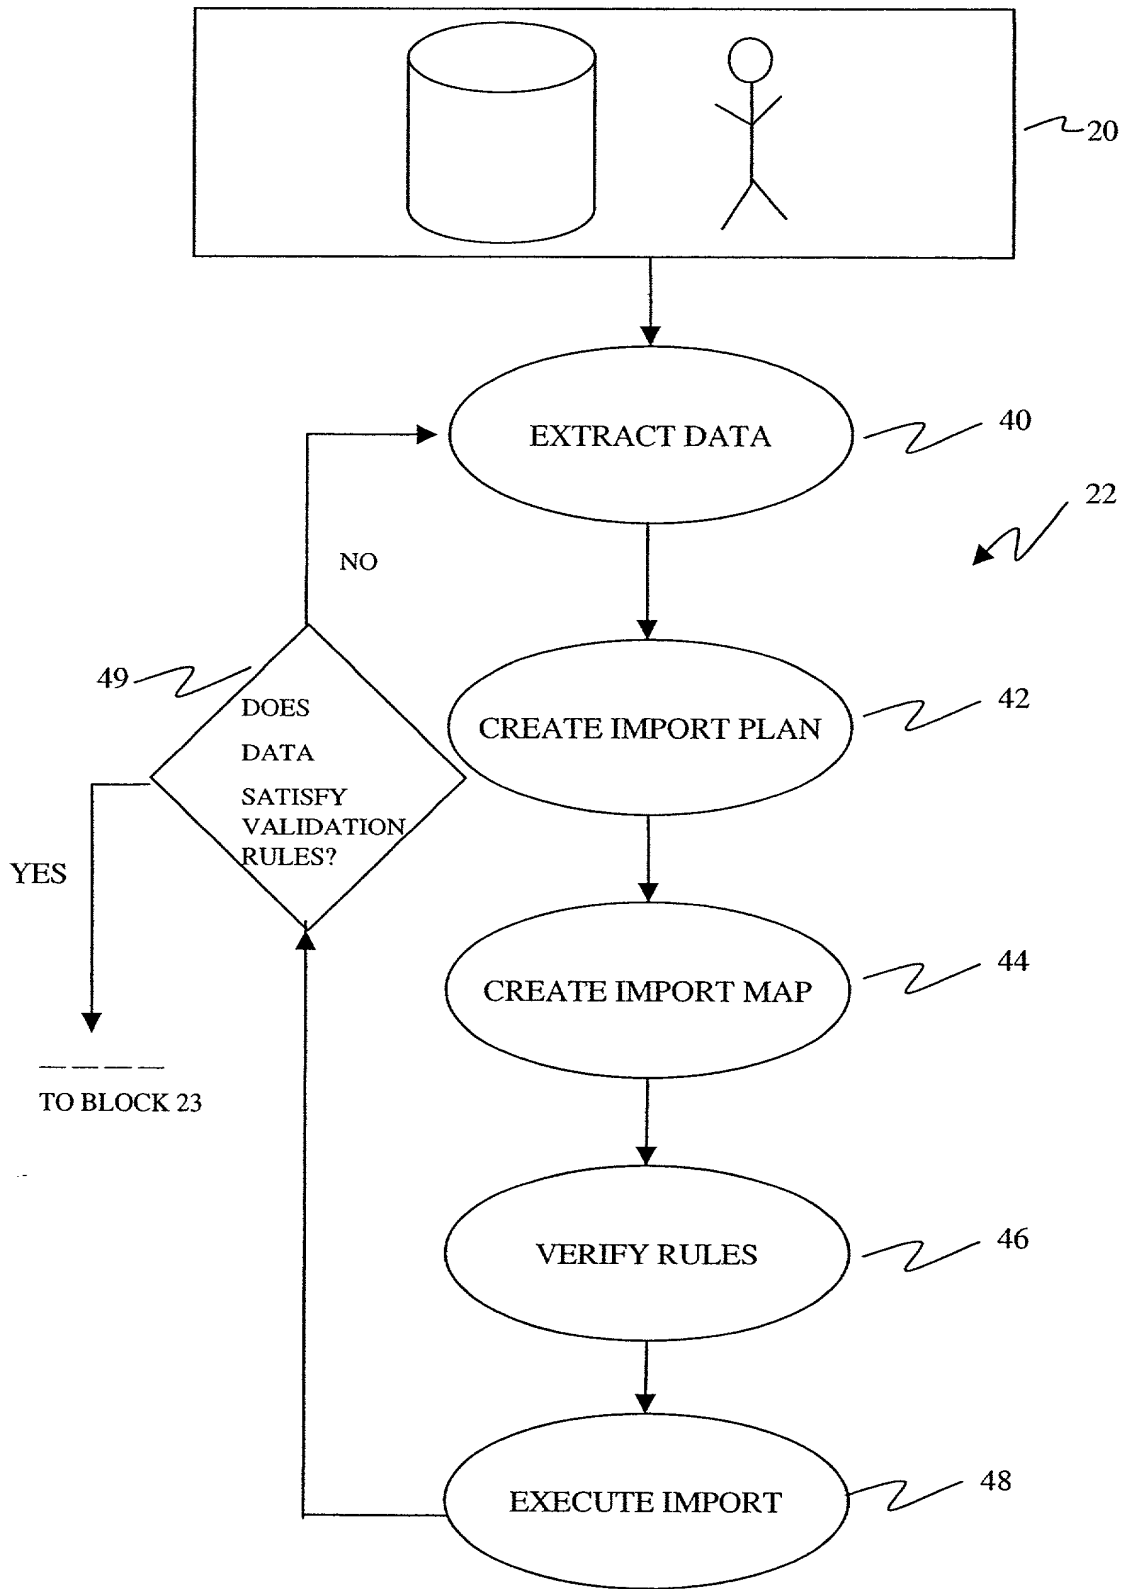 20
EXTRACT DATA
40
22
NO
49
DOES
DATA
SATISFY
VALIDATION
RULES?
CREATE IMPORT PLAN
42
YES
CREATE IMPORT MAP
44
TO BLOCK 23
VERIFY RULES
46
EXECUTE IMPORT
48